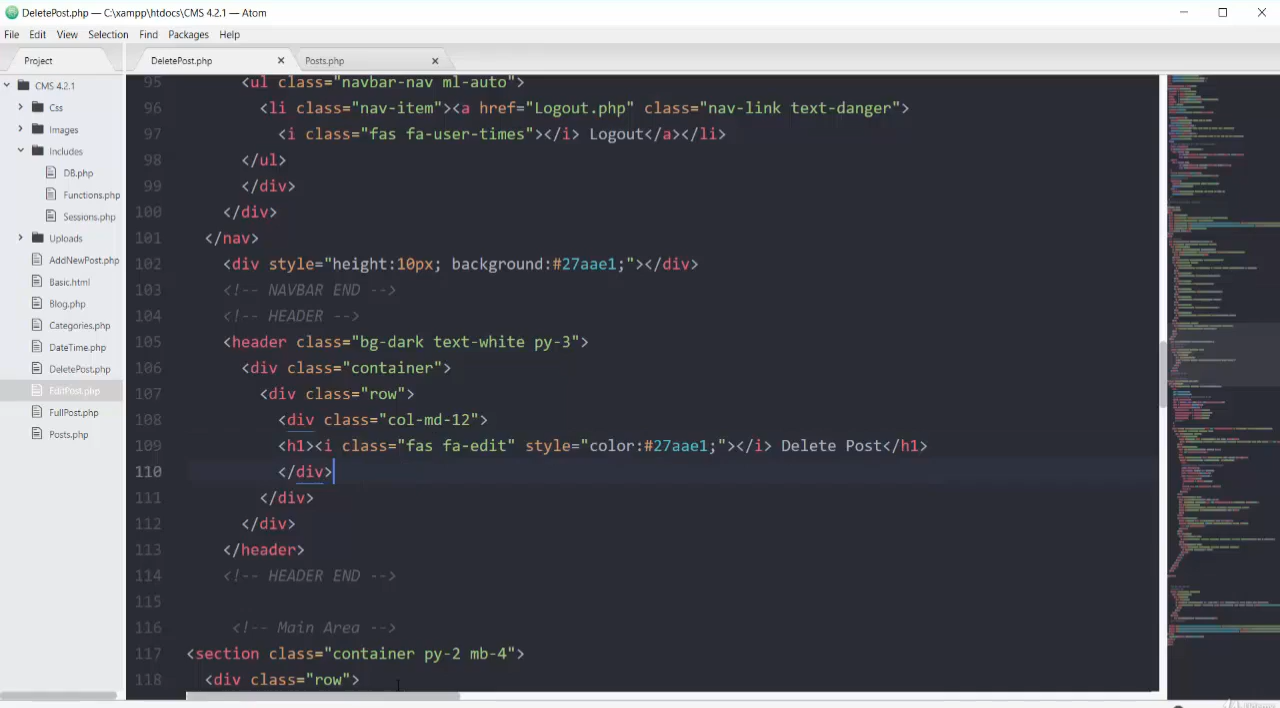 DeletePost.php — C:\xampp\htdocs\CMS 4.2.1 — Atom
File Edit View Selection Find Packages Help
Project
DeletePost.php
Posts.php
CMS 4.2.1
Css
Images
Includes
DB.php
Functions.php
Sessions.php
Uploads
AddNewPost.php
Basic.html
Blog.php
Categories.php
DateTime.php
DeletePost.php
EditPost.php
FullPost.php
Posts.php
95 <ul class="navbar-nav ml-auto">
96 <li class="nav-item"><a href="Logout.php" class="nav-link text-danger">
97 <i class="fas fa-user-times"></i> Logout</a></li>
98 </ul>
99 </div>
100 </div>
101 </nav>
102 <div style="height:10px; background:#27aae1;"></div>
103 <!-- NAVBAR END -->
104 <!-- HEADER -->
105 <header class="bg-dark text-white py-3">
106 <div class="container">
107 <div class="row">
108 <div class="col-md-12">
109 <h1><i class="fas fa-edit" style="color:#27aae1;"></i> Delete Post</h1>
110 </div>
111 </div>
112 </div>
113 </header>
114 <!-- HEADER END -->
115
116 <!-- Main Area -->
117 <section class="container py-2 mb-4">
118 <div class="row">